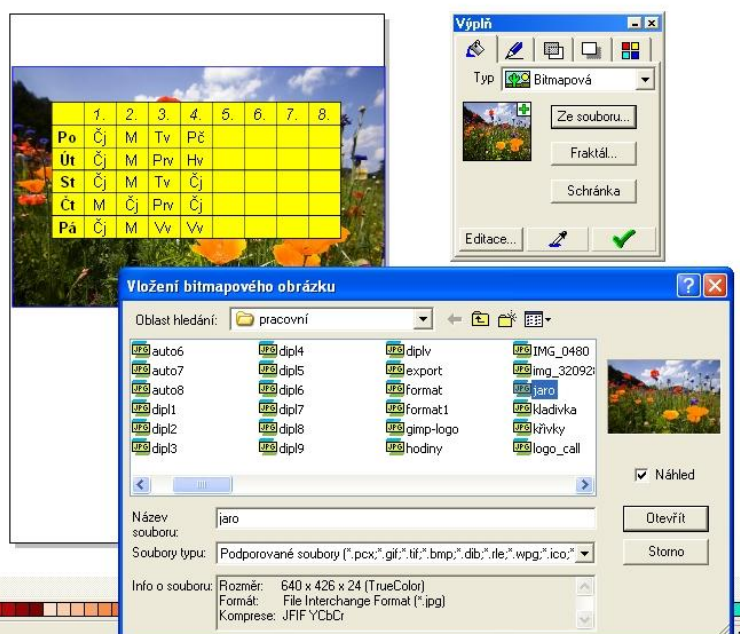 Výplň
Typ Bitmapová
Ze souboru...
Fraktál...
Schránka
Editace...
1. 2. 3. 4. 5. 6. 7. 8.
Po Čj M Tv Pč
Út Čj M Prv Hv
St Čj M Tv Čj
Čt M Čj Prv Čj
Pá Čj M Vv Vv
Vložení bitmapového obrázku
Oblast hledání: pracovní
auto6 dipl4 diplv IMG_0480
auto7 dipl5 export img_32092
auto8 dipl6 format jaro
dipl1 dipl7 format1 kladivka
dipl2 dipl8 gimp-logo křivky
dipl3 dipl9 hodiny logo_call
Náhled
Název souboru: jaro
Otevřít
Soubory typu: Podporované soubory (*.pcx;*.gif;*.tif;*.bmp;*.dib;*.rle;*.wpg;*.ico;*
Storno
Info o souboru: Rozměr: 640 x 426 x 24 (TrueColor)
Formát: File Interchange Format (*.jpg)
Komprese: JFIF YCbCr